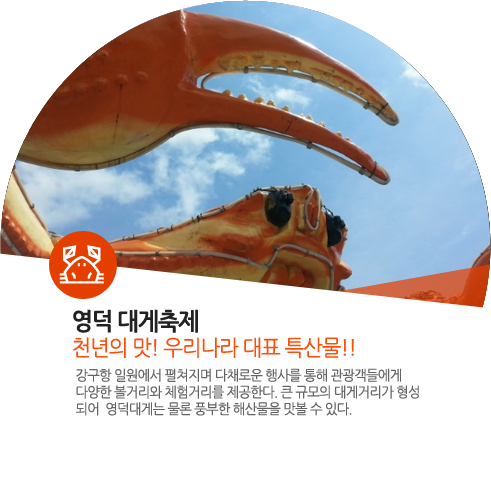 영덕 대게축제
천년의 맛! 우리나라 대표 특산물!!
강구항 일원에서 펼쳐지며 다채로운 행사를 통해 관광객들에게
다양한 볼거리와 체험거리를 제공한다. 큰 규모의 대게거리가 형성
되어 영덕대게는 물론 풍부한 해산물을 맛볼 수 있다.